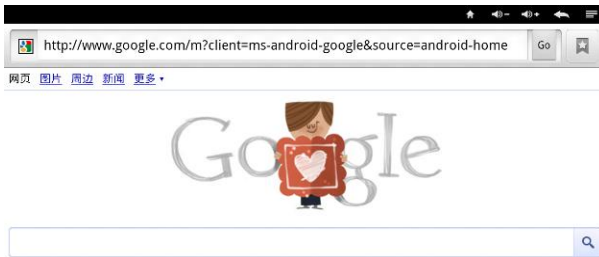 http://www.google.com/m?client=ms-android-google&source=android-home Go
网页 图片 周边 新闻 更多
Google